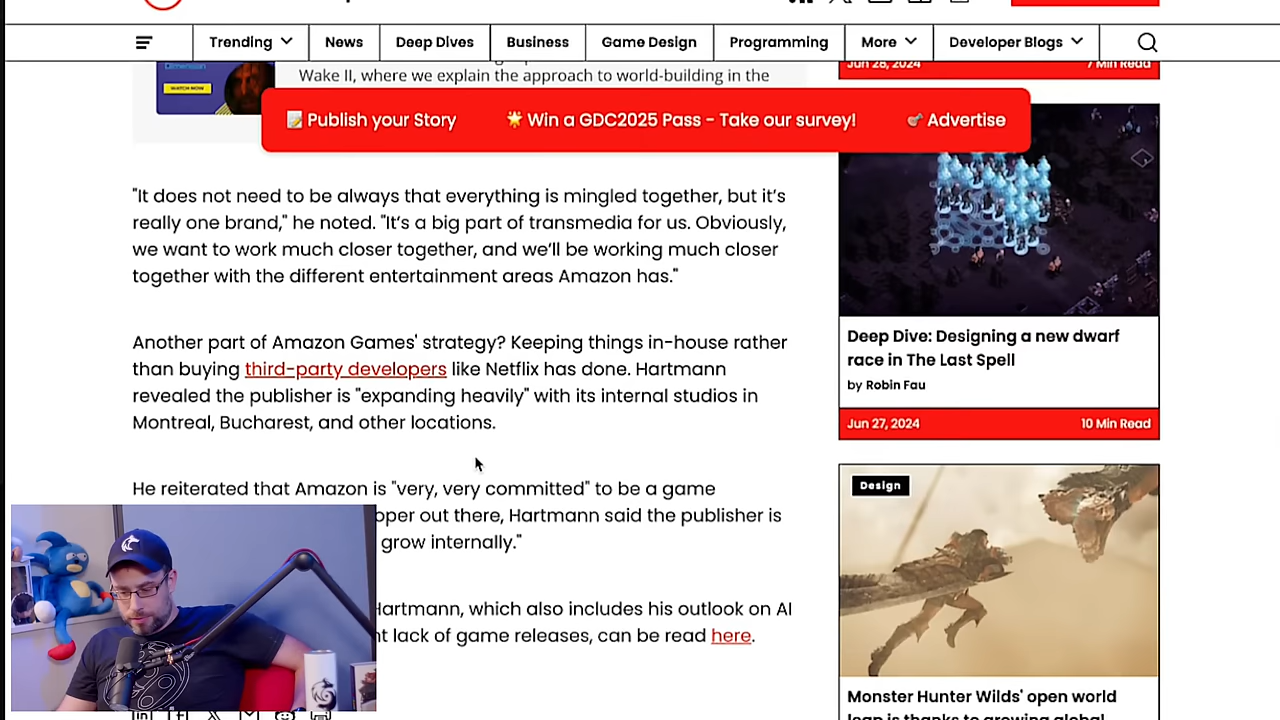 Trending
News
Deep Dives
Business
Game Design
Programming
More
Developer Blogs
WATCH NOW
Wake II, where we explain the approach to world-building in the
Jun 28, 2024
7 Min Read
Publish your Story
Win a GDC2025 Pass - Take our survey!
Advertise
"It does not need to be always that everything is mingled together, but it's
really one brand," he noted. "It's a big part of transmedia for us. Obviously,
we want to work much closer together, and we'll be working much closer
together with the different entertainment areas Amazon has."
Another part of Amazon Games' strategy? Keeping things in-house rather
than buying third-party developers like Netflix has done. Hartmann
revealed the publisher is "expanding heavily" with its internal studios in
Montreal, Bucharest, and other locations.
He reiterated that Amazon is "very, very committed" to be a game
oper out there, Hartmann said the publisher is
grow internally."
Hartmann, which also includes his outlook on AI
nt lack of game releases, can be read here.
Deep Dive: Designing a new dwarf
race in The Last Spell
by Robin Fau
Jun 27, 2024
10 Min Read
Design
Monster Hunter Wilds' open world
leap is thanks to growing global